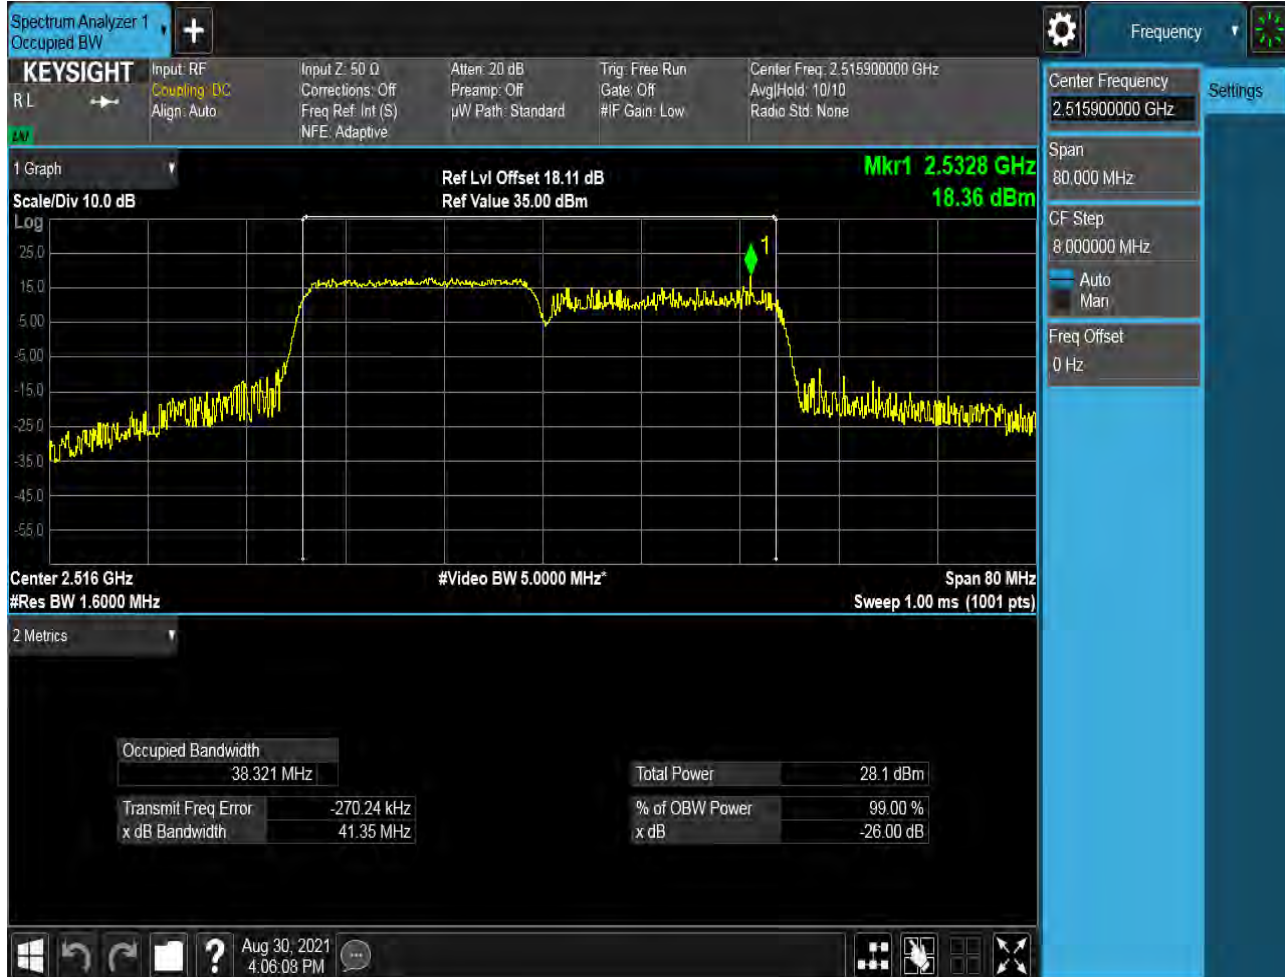 Spectrum Analyzer 1
Occupied BW
Frequency
KEYSIGHT
R L
Input: RF
Coupling: DC
Align: Auto
Input Z: 50 Ω
Corrections: Off
Freq Ref: Int (S)
NFE: Adaptive
Atten: 20 dB
Preamp: Off
µW Path: Standard
Trig: Free Run
Gate: Off
#IF Gain: Low
Center Freq: 2.515900000 GHz
Avg|Hold: 10/10
Radio Std: None
Center Frequency
2.515900000 GHz
Settings
Span
80.000 MHz
CF Step
8.000000 MHz
Auto
Man
Freq Offset
0 Hz
1 Graph
Scale/Div 10.0 dB
Ref Lvl Offset 18.11 dB
Ref Value 35.00 dBm
Mkr1 2.5328 GHz
18.36 dBm
Log
25.0
15.0
5.00
-5.00
-15.0
-25.0
-35.0
-45.0
-55.0
1
Center 2.516 GHz
#Video BW 5.0000 MHz*
Span 80 MHz
#Res BW 1.6000 MHz
Sweep 1.00 ms (1001 pts)
2 Metrics
Occupied Bandwidth
38.321 MHz
Total Power 28.1 dBm
Transmit Freq Error -270.24 kHz
% of OBW Power 99.00 %
x dB Bandwidth 41.35 MHz
x dB -26.00 dB
Aug 30, 2021
4:06:08 PM